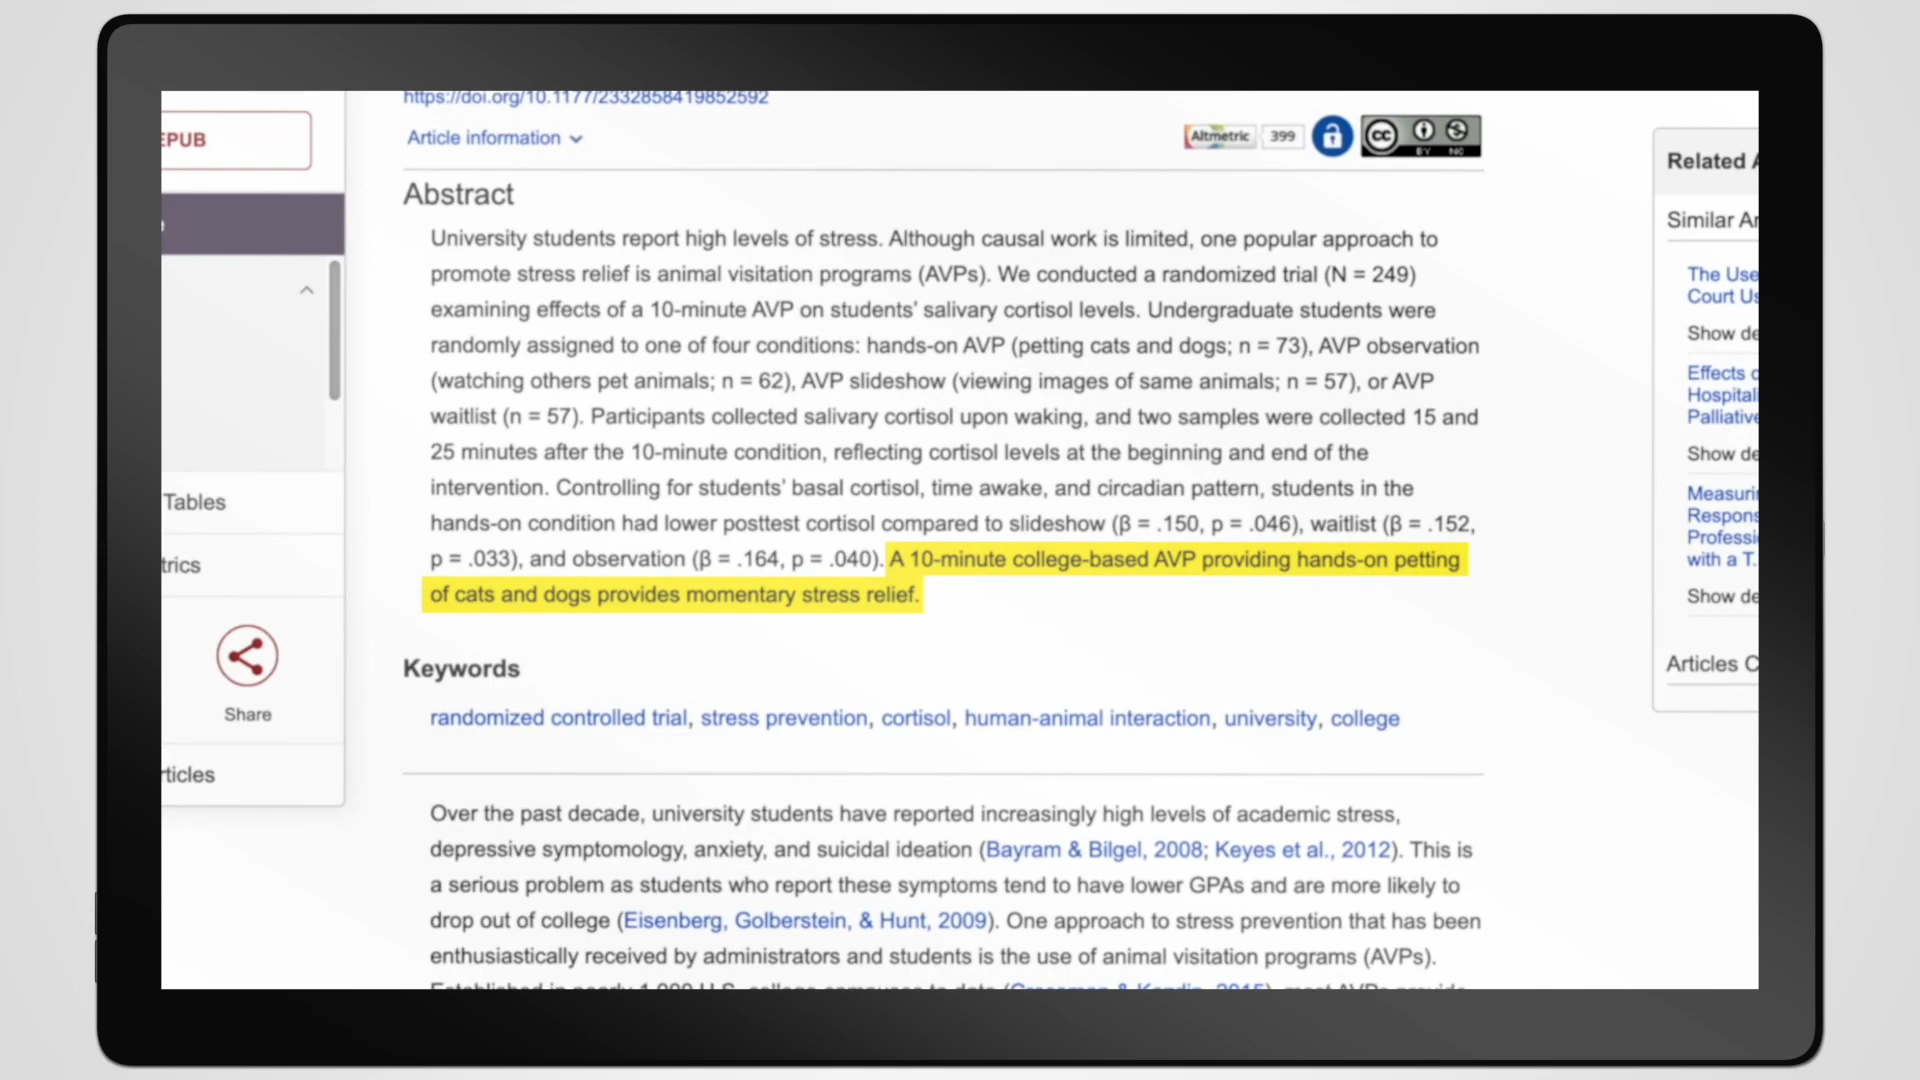 https://doi.org/10.1177/2332858419852592
EPUB
Article information
Altmetric 399
cc BY NC
Related
Abstract
Similar
University students report high levels of stress. Although causal work is limited, one popular approach to
promote stress relief is animal visitation programs (AVPs). We conducted a randomized trial (N = 249)
The Use
Court
examining effects of a 10-minute AVP on students’ salivary cortisol levels. Undergraduate students were
Show
randomly assigned to one of four conditions: hands-on AVP (petting cats and dogs; n = 73), AVP observation
(watching others pet animals; n = 62), AVP slideshow (viewing images of same animals; n = 57), or AVP
Effects
Palliative
waitlist (n = 57). Participants collected salivary cortisol upon waking, and two samples were collected 15 and
25 minutes after the 10-minute condition, reflecting cortisol levels at the beginning and end of the
Show
intervention. Controlling for students’ basal cortisol, time awake, and circadian pattern, students in the
Tables
hands-on condition had lower posttest cortisol compared to slideshow (β = .150, p = .046), waitlist (β = .152,
p = .033), and observation (β = .164, p = .040). A 10-minute college-based AVP providing hands-on petting
with a T.
of cats and dogs provides momentary stress relief.
Show
Share
Keywords
Articles
randomized controlled trial, stress prevention, cortisol, human-animal interaction, university, college
Over the past decade, university students have reported increasingly high levels of academic stress,
depressive symptomology, anxiety, and suicidal ideation (Bayram & Bilgel, 2008; Keyes et al., 2012). This is
a serious problem as students who report these symptoms tend to have lower GPAs and are more likely to
drop out of college (Eisenberg, Golberstein, & Hunt, 2009). One approach to stress prevention that has been
enthusiastically received by administrators and students is the use of animal visitation programs (AVPs).